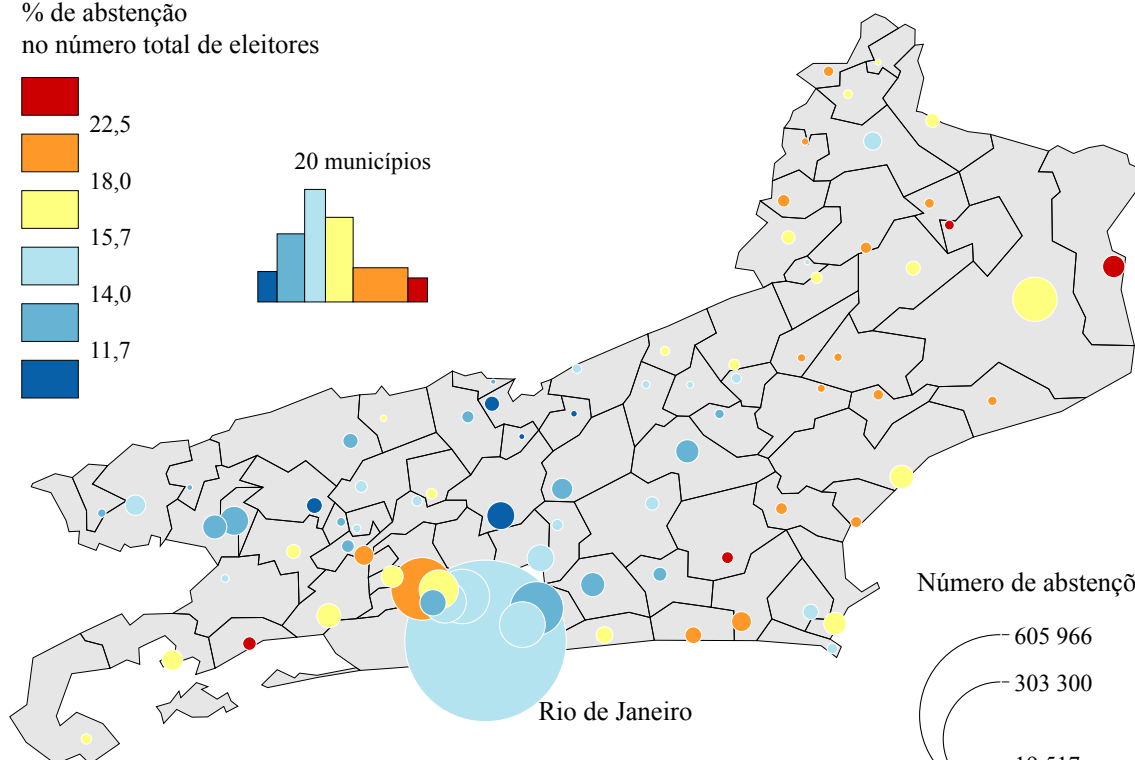 % de abstenção
no número total de eleitores
22,5
18,0
15,7
14,0
11,7
20 municípios
Rio de Janeiro
Número de abstençõ
605 966
303 300